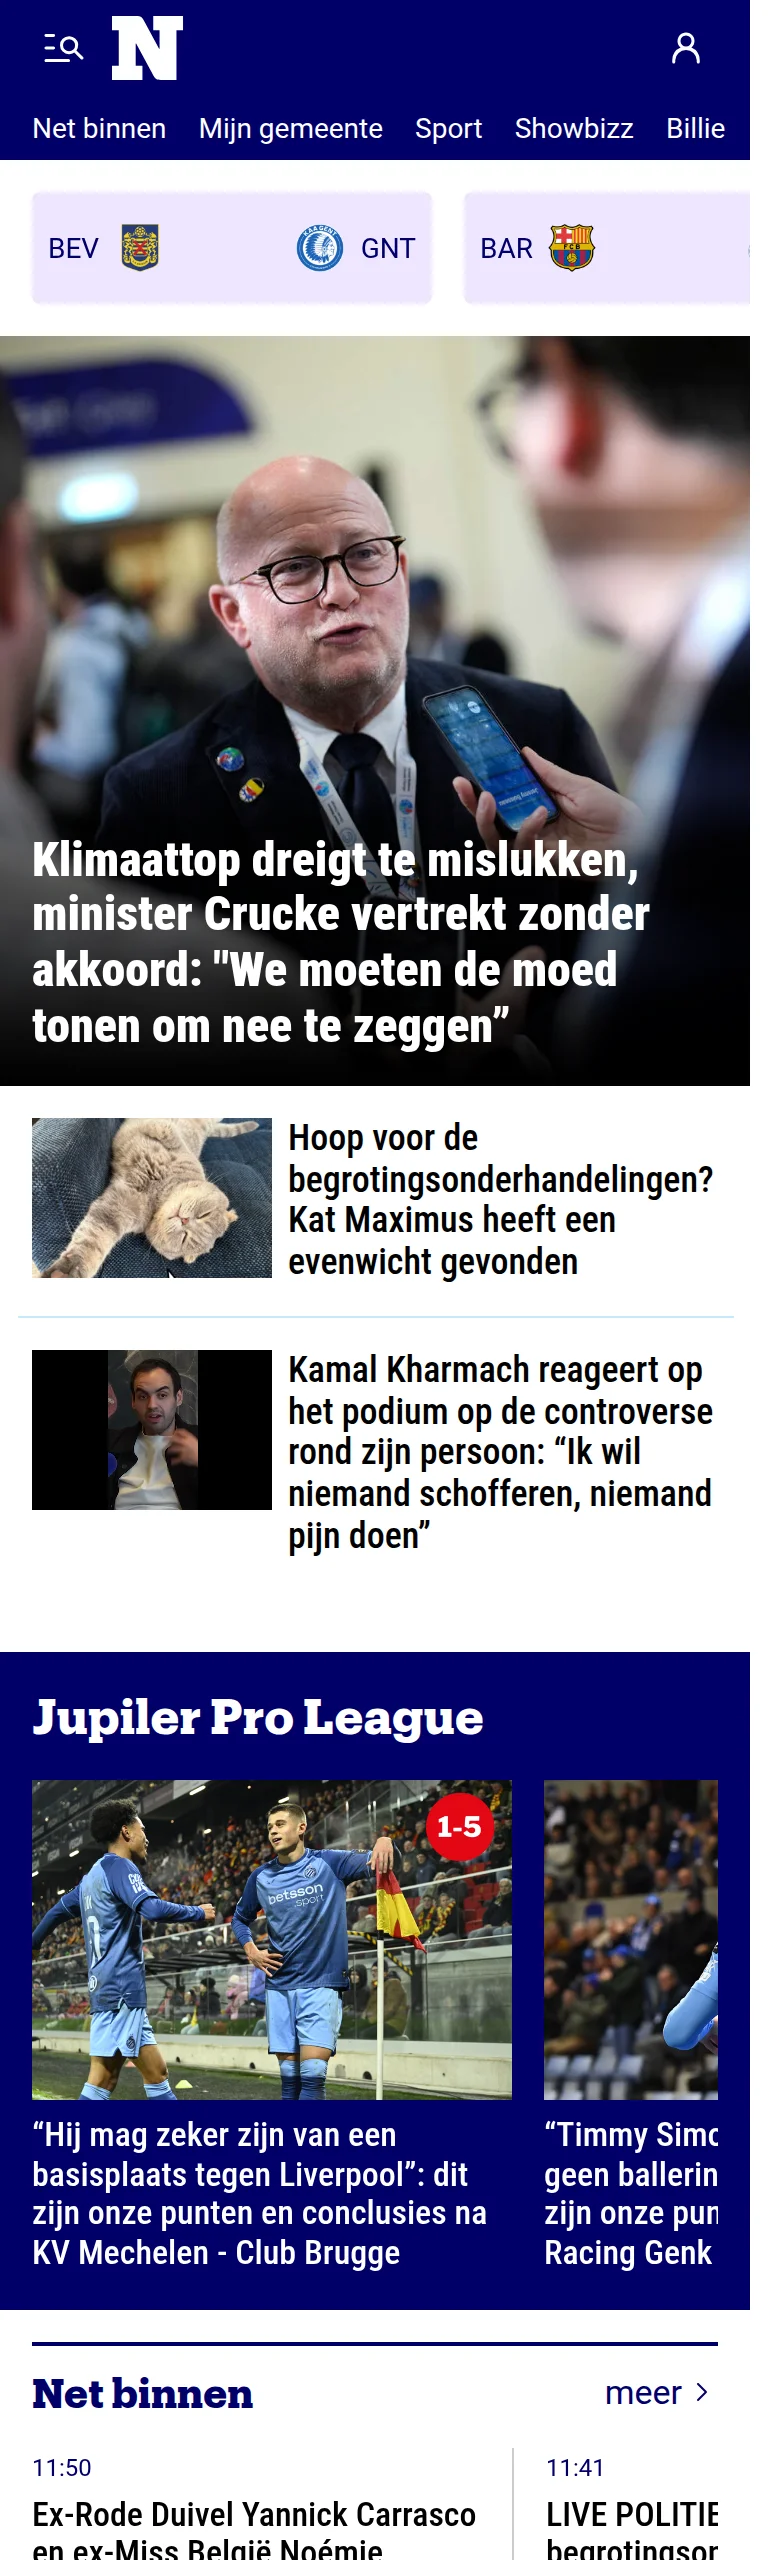 N
Net binnen Mijn gemeente Sport Showbizz Billie
BEV GNT BAR
Klimaattop dreigt te mislukken,
minister Crucke vertrekt zonder
akkoord: "We moeten de moed
tonen om nee te zeggen”
Hoop voor de
begrotingsonderhandelingen?
Kat Maximus heeft een
evenwicht gevonden
Kamal Kharmach reageert op
het podium op de controverse
rond zijn persoon: “Ik wil
niemand schofferen, niemand
pijn doen”
Jupiler Pro League
1-5
betsson
.sport
“Hij mag zeker zijn van een
basisplaats tegen Liverpool”: dit
zijn onze punten en conclusies na
KV Mechelen - Club Brugge
“Timmy Simo
geen ballerin
zijn onze pun
Racing Genk
Net binnen
meer
11:50
Ex-Rode Duivel Yannick Carrasco
en ex-Miss België Noémie
11:41
LIVE POLITIE
begrotingsor